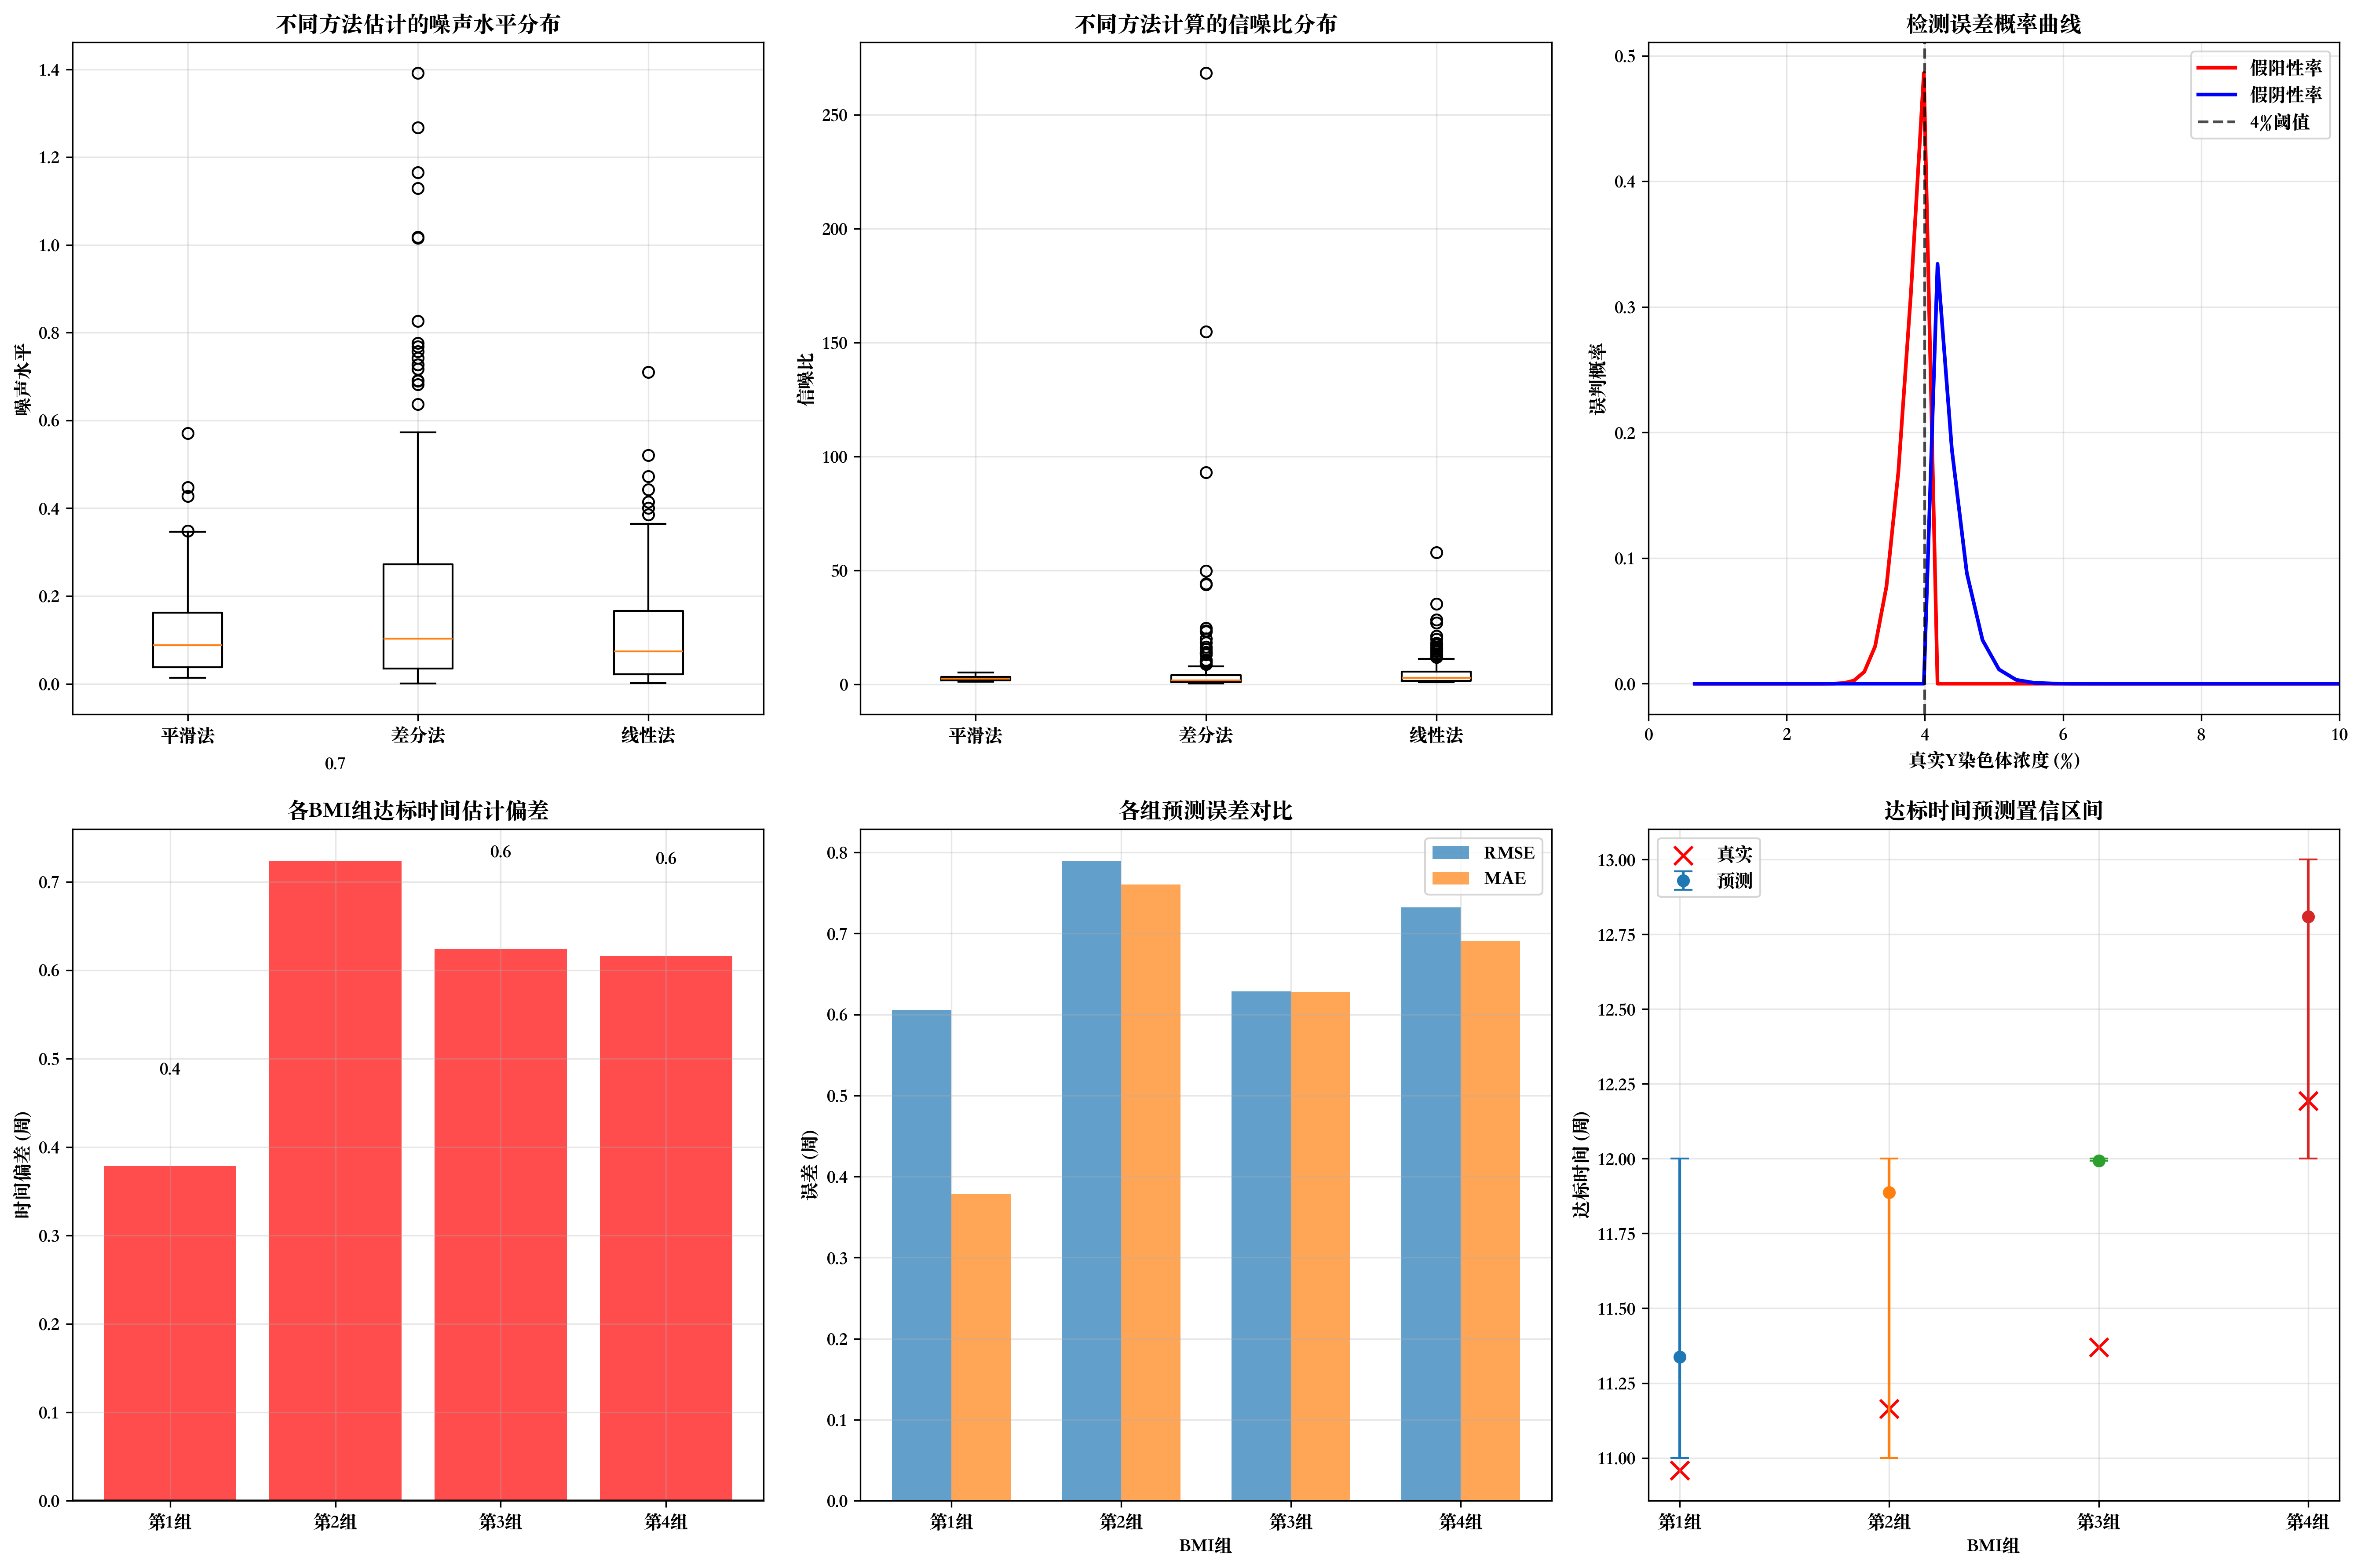 不同方法估计的噪声水平分布
噪声水平
1.4
1.2
1.0
0.8
0.6
0.4
0.2
0.0
平滑法 差分法 线性法
不同方法计算的信噪比分布
信噪比
250
200
150
100
50
0
平滑法 差分法 线性法
检测误差概率曲线
误判概率
0.5
0.4
0.3
0.2
0.1
0.0
假阳性率
假阴性率
4%阈值
0 2 4 6 8 10
真实Y染色体浓度 (%)
0.7
各BMI组达标时间估计偏差
时间偏差 (周)
0.7
0.6
0.5
0.4
0.3
0.2
0.1
0.0
0.4
0.6
0.6
第1组 第2组 第3组 第4组
各组预测误差对比
误差 (周)
0.8
0.7
0.6
0.5
0.4
0.3
0.2
0.1
0.0
RMSE
MAE
第1组 第2组 第3组 第4组
BMI组
达标时间预测置信区间
达标时间 (周)
13.00
12.75
12.50
12.25
12.00
11.75
11.50
11.25
11.00
真实
预测
第1组 第2组 第3组 第4组
BMI组